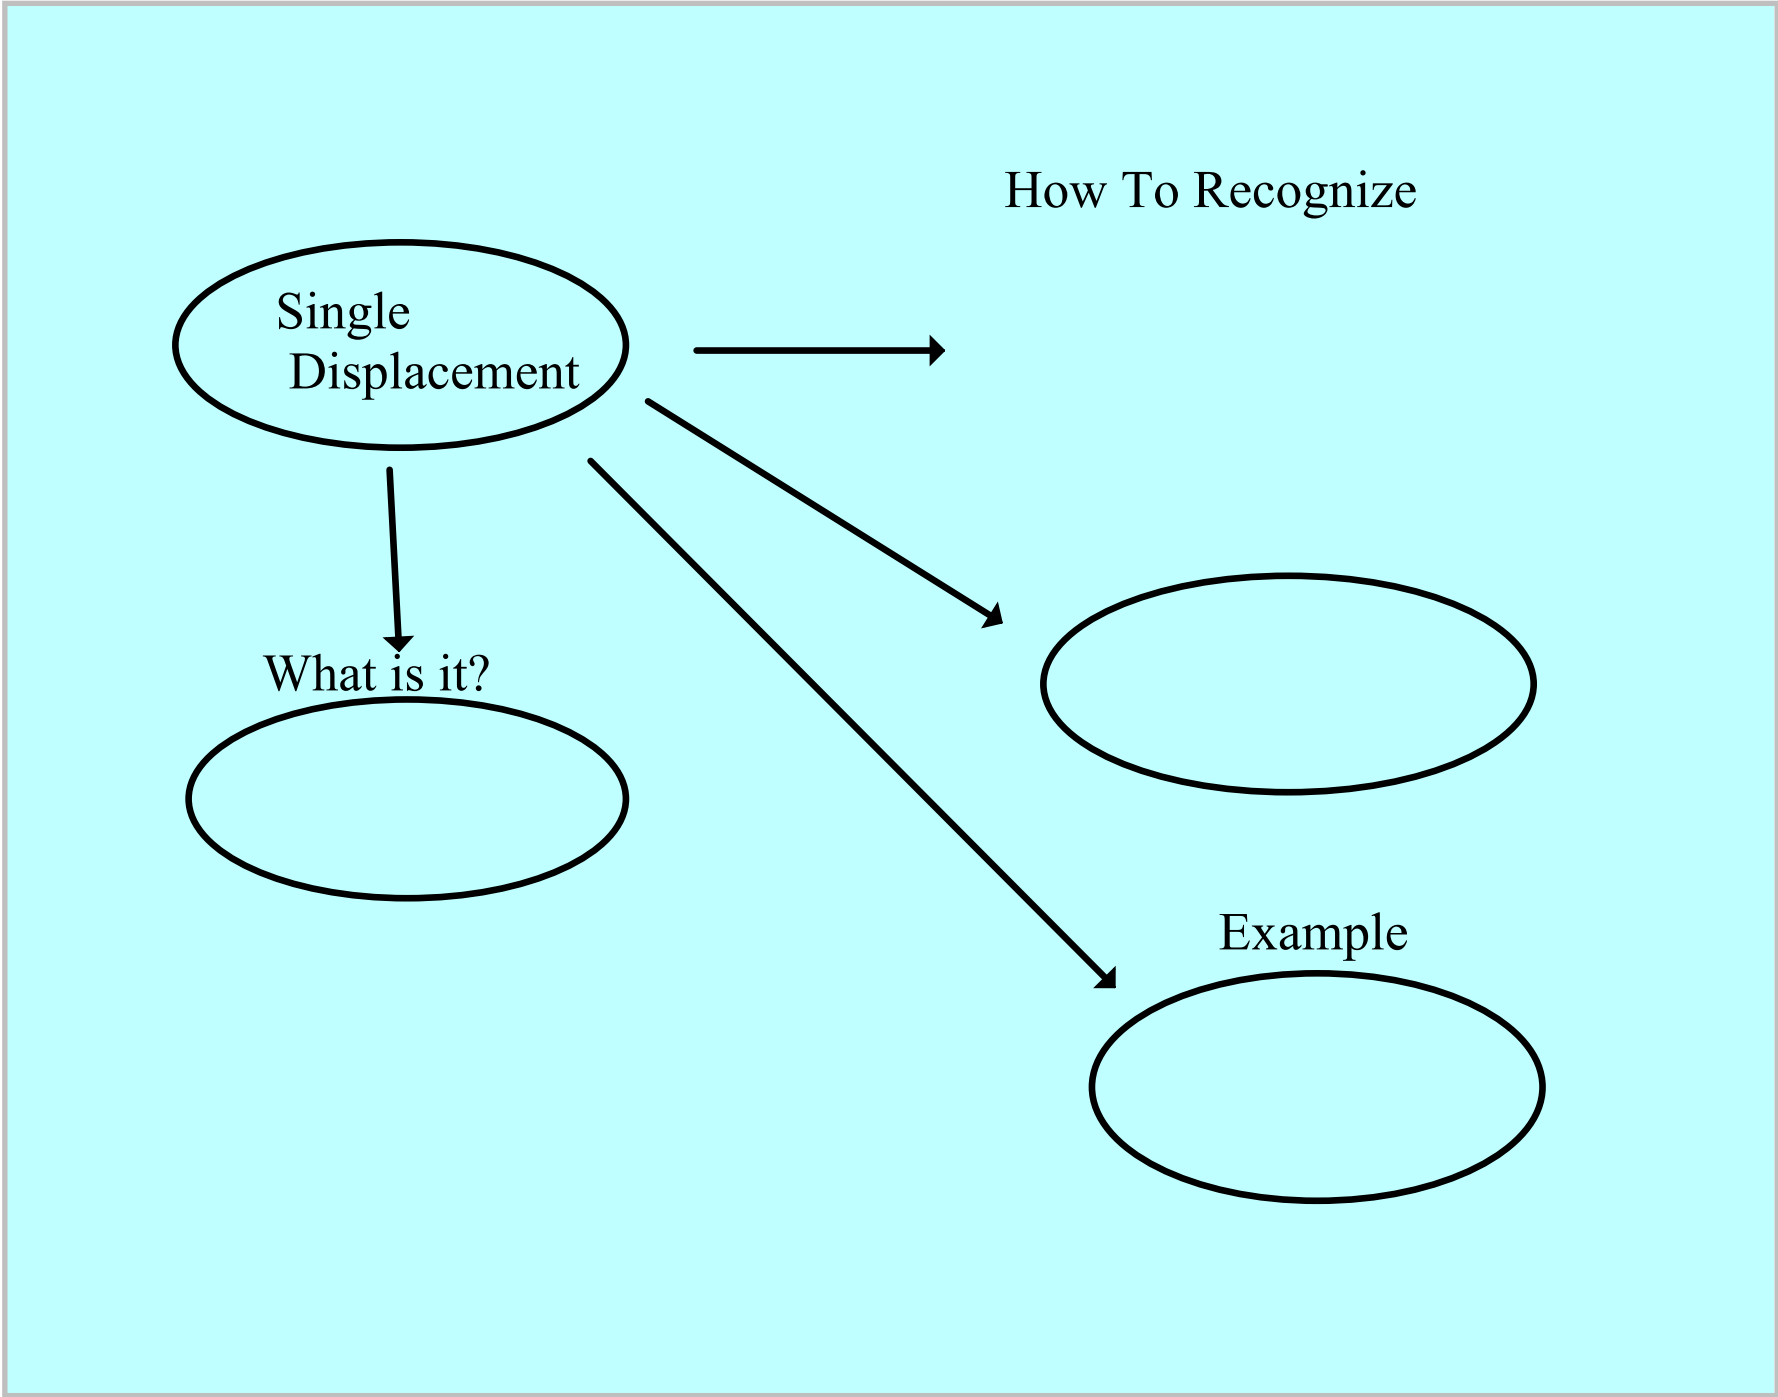 How To Recognize
Single
Displacement
What is it?
Example